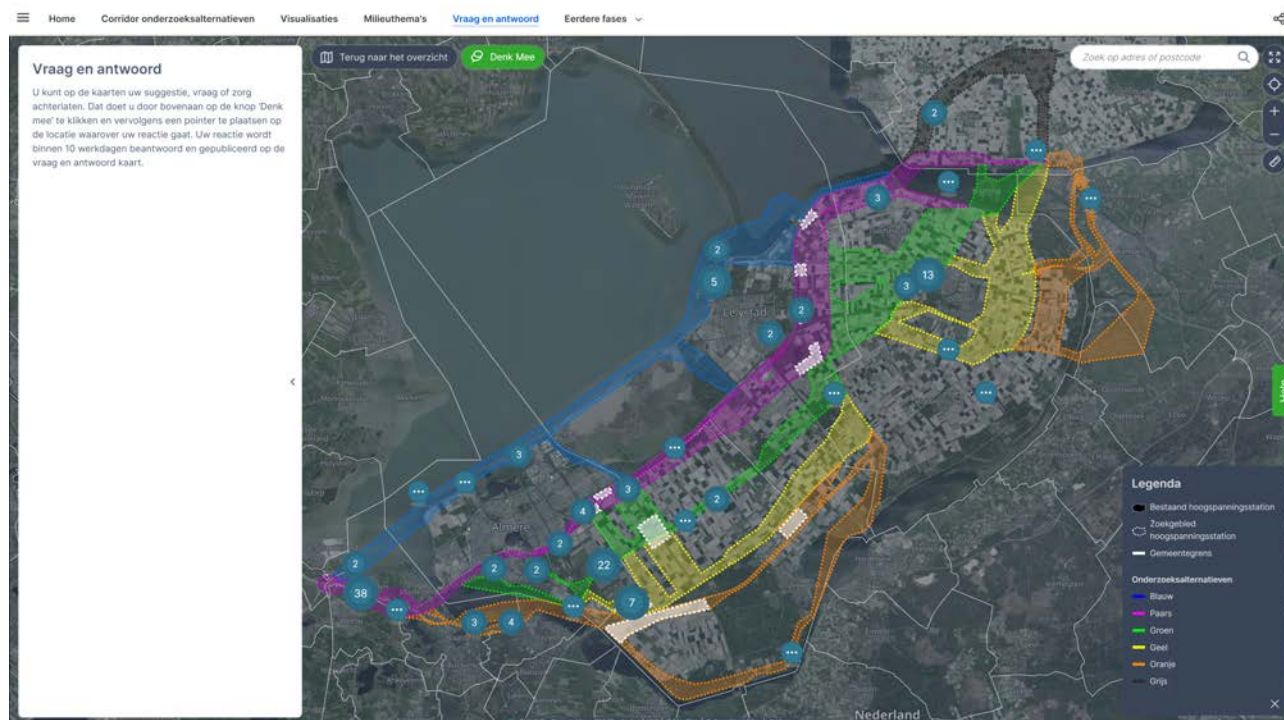 Home Corridor onderzoeksalternatieven Visualisaties Milieuthema's Vraag en antwoord Eerdere fases
Vraag en antwoord
U kunt op de kaarten uw suggestie, vraag of zorg
achterlaten. Dat doet u door bovenaan op de knop 'Denk
mee' te klikken en vervolgens een pointer te plaatsen op
de locatie waarover uw reactie gaat. Uw reactie wordt
binnen 10 werkdagen beantwoord en gepubliceerd op de
vraag en antwoord kaart.
Terug naar het overzicht
Denk Mee
Zoek op adres of postcode
2
3
2
5
13
3
Lelystad
2
2
3
3
2
4
Almere
2
22
2
2
2
38
7
3
4
Nederland
Legenda
Bestaand hoogspanningsstation
Zoekgebied
hoogspanningsstation
Gemeentegrens
Onderzoeksalternatieven
Blauw
Paars
Groen
Geel
Oranje
Grijs